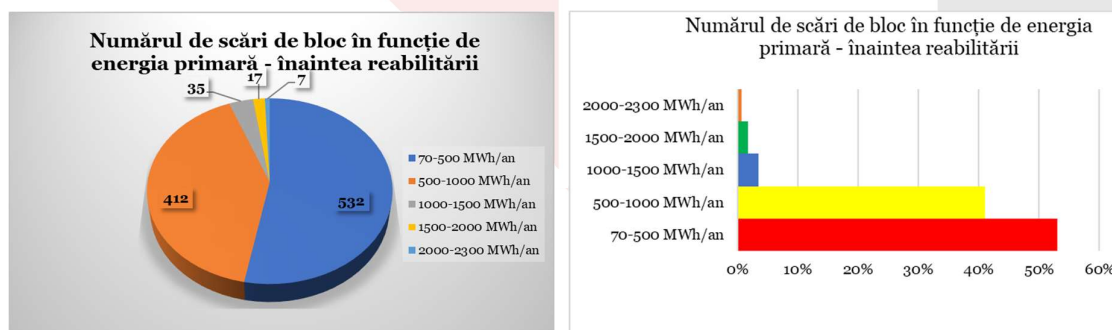 Numărul de scări de bloc în funcție de
energia primară - înaintea reabilitării
35
17
7
412
532
70-500 MWh/an
500-1000 MWh/an
1000-1500 MWh/an
1500-2000 MWh/an
2000-2300 MWh/an
Numărul de scări de bloc în funcție de energia
primară - înaintea reabilitării
2000-2300 MWh/an
1500-2000 MWh/an
1000-1500 MWh/an
500-1000 MWh/an
70-500 MWh/an
0% 10% 20% 30% 40% 50% 60%